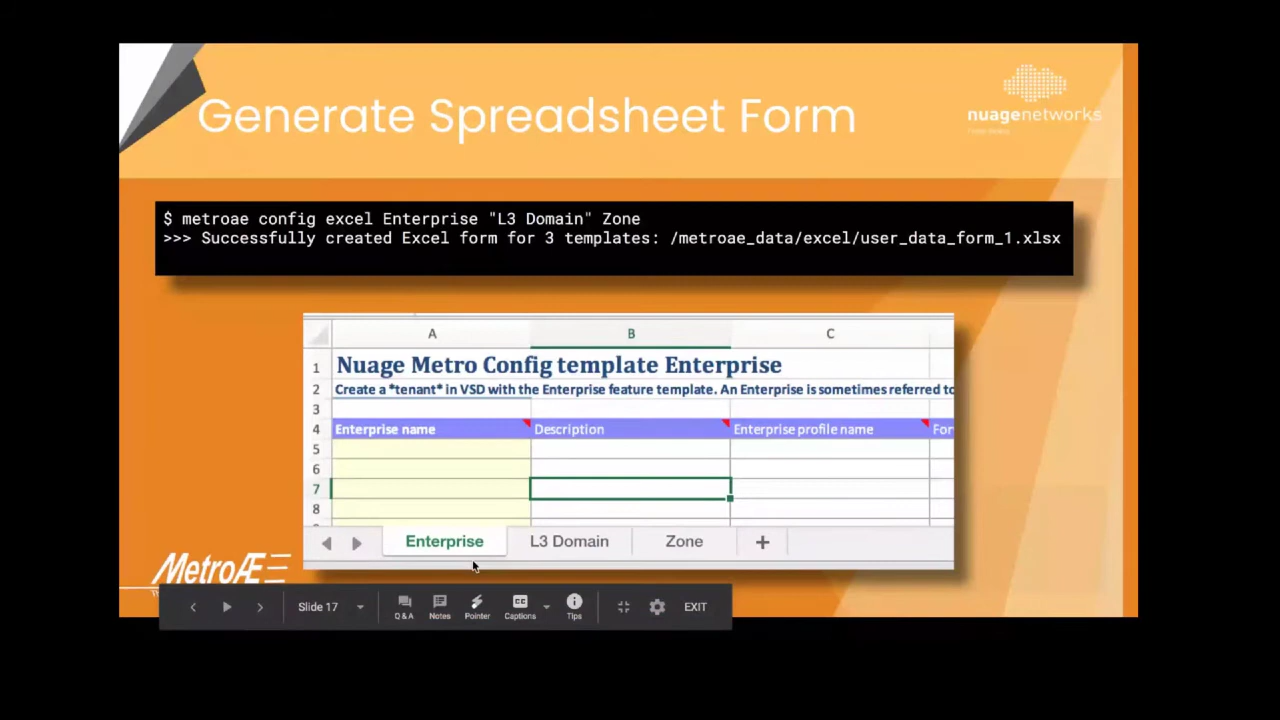 Generate Spreadsheet Form
nuagenetworks
$ metroae config excel Enterprise "L3 Domain" Zone
>>> Successfully created Excel form for 3 templates: /metroae_data/excel/user_data_form_1.xlsx
A B C
1 Nuage Metro Config template Enterprise
2 Create a *tenant* in VSD with the Enterprise feature template. An Enterprise is sometimes referred to
3
4 Enterprise name Description Enterprise profile name For
5
6
7
8
Enterprise L3 Domain Zone +
MetroÆ
Slide 17 Q & A Notes Pointer CC Captions Tips EXIT